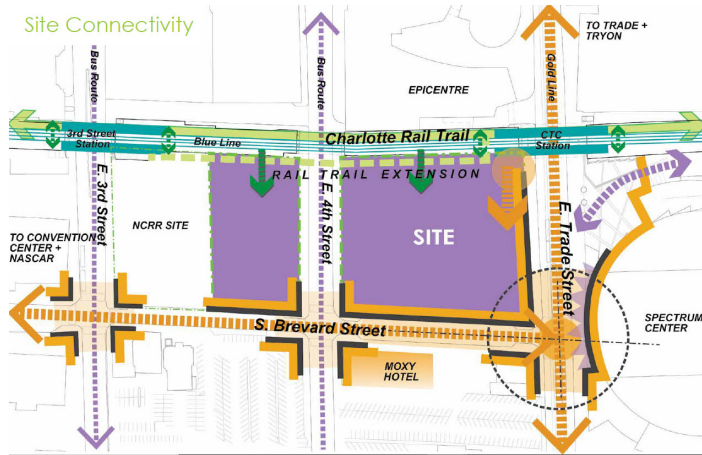 Site Connectivity
TO TRADE +
TRYON
Bus Route
Bus Route
Gold Line
EPICENTRE
3rd Street
Station
Blue Line
Charlotte Rail Trail
CTC
Station
RAIL TRAIL EXTENSION
E. 3rd Street
E. 4th Street
E. Trade Street
NCRR SITE
SITE
TO CONVENTION
CENTER +
NASCAR
S. Brevard Street
SPECTRUM
CENTER
MOXY
HOTEL